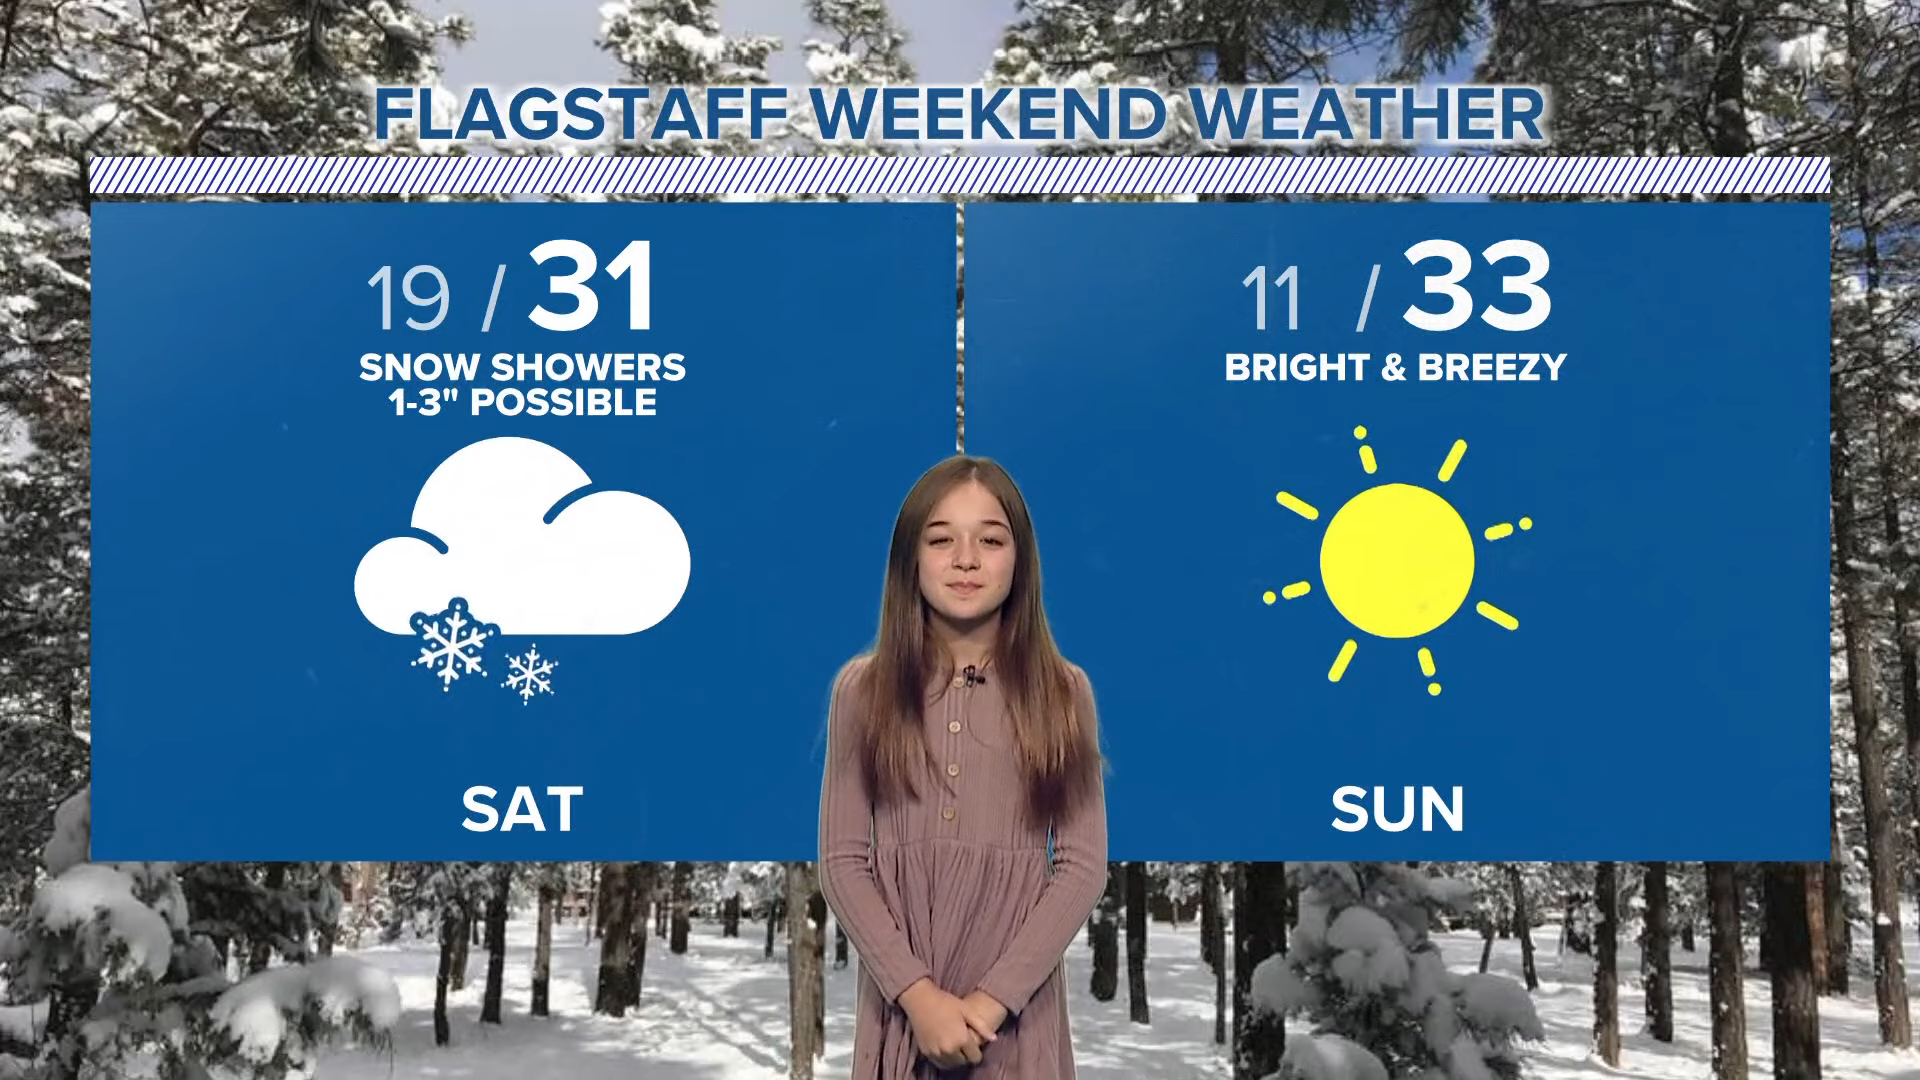 FLAGSTAFF WEEKEND WEATHER
19 / 31
SNOW SHOWERS
1-3" POSSIBLE
SAT
11 / 33
BRIGHT & BREEZY
SUN